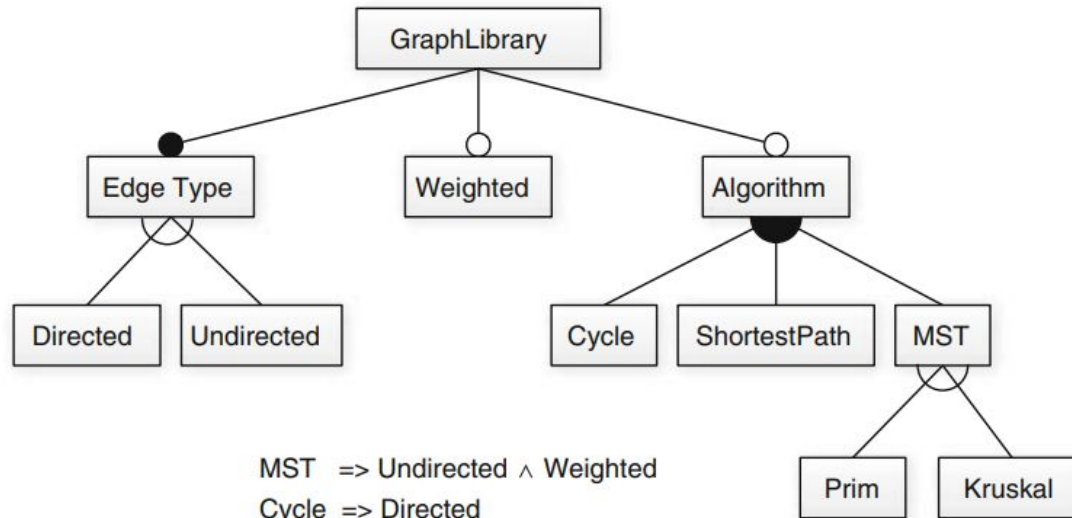 GraphLibrary
Edge Type
Weighted
Algorithm
Directed
Undirected
Cycle
ShortestPath
MST
MST => Undirected ∧ Weighted
Cycle => Directed
Prim
Kruskal